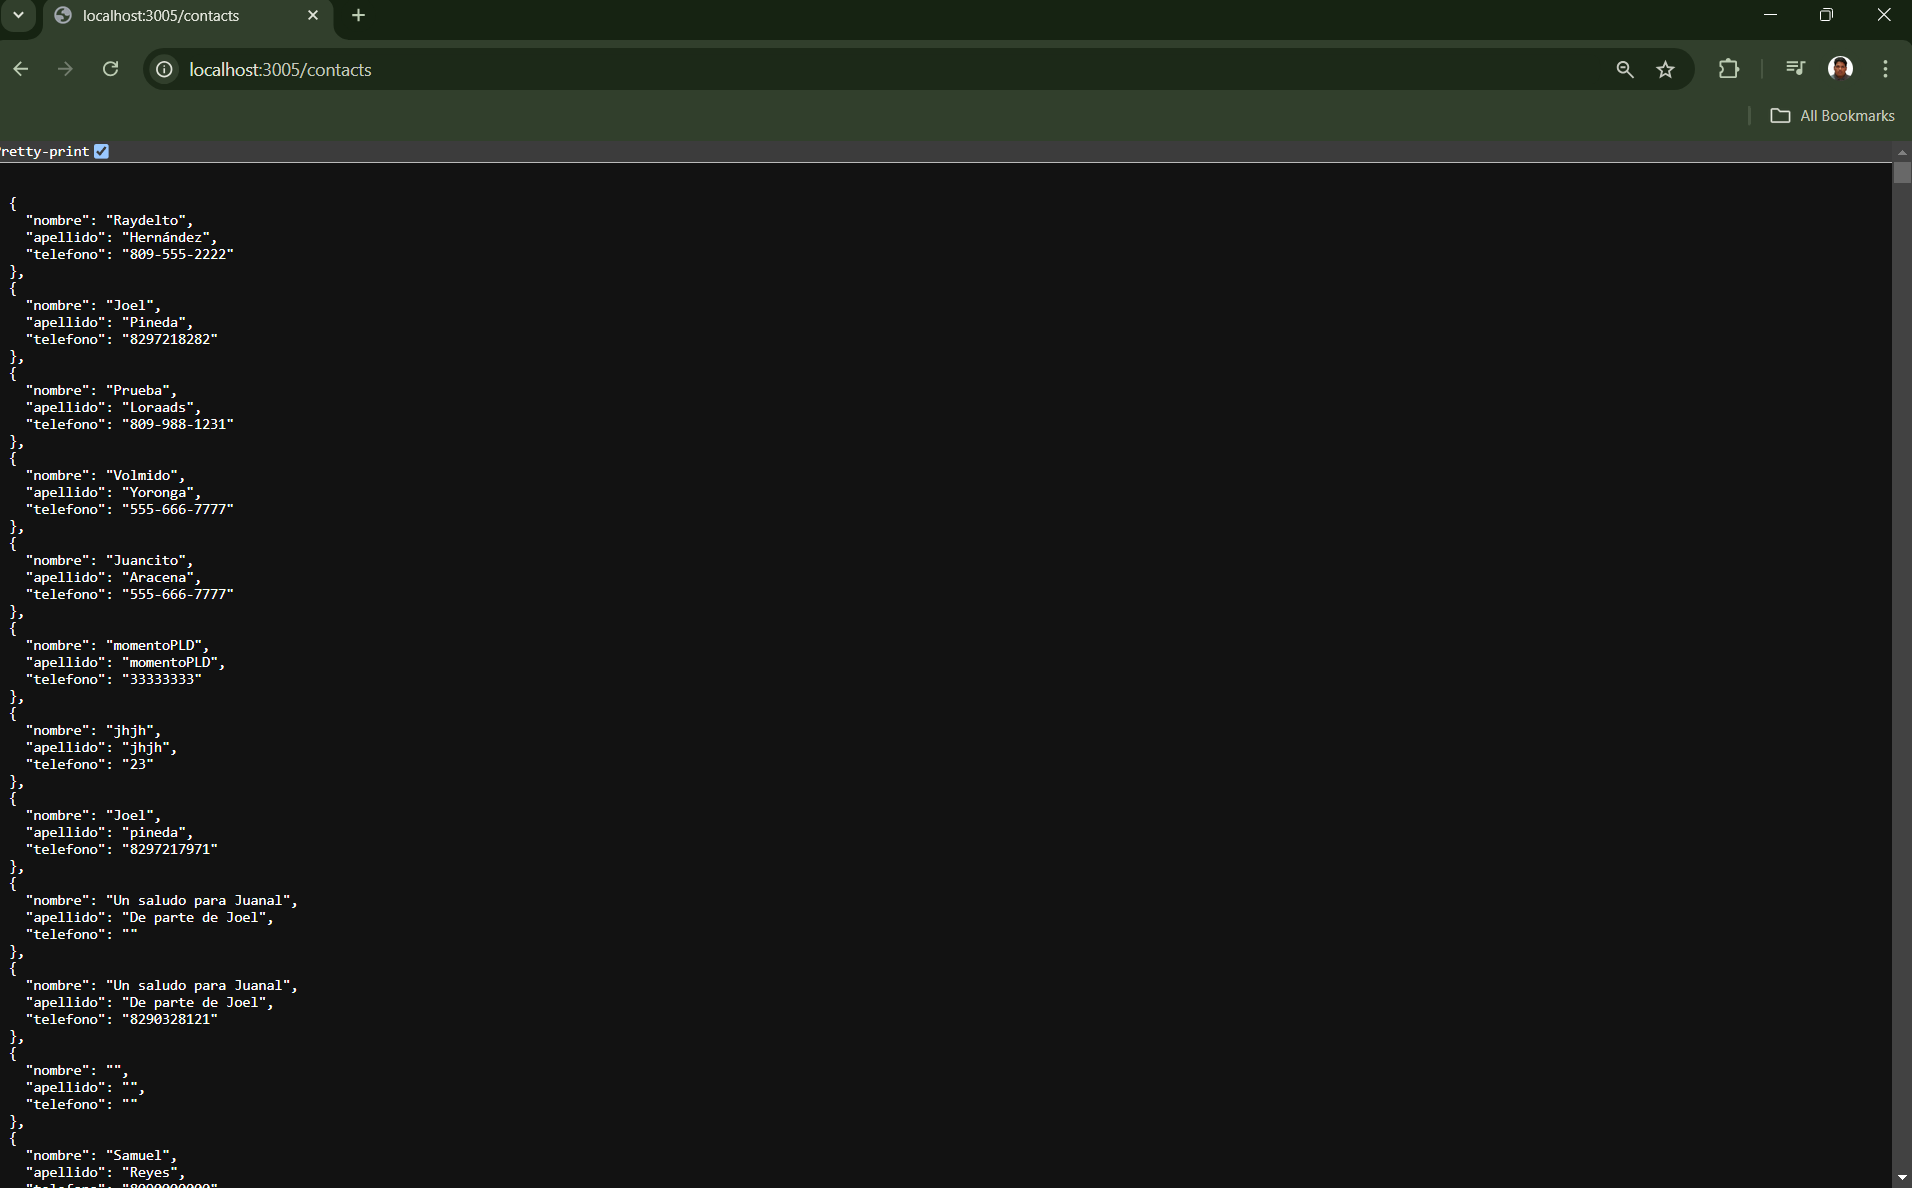 localhost:3005/contacts
localhost:3005/contacts
All Bookmarks
retty-print
{
"nombre": "Raydelto",
"apellido": "Hernández",
"telefono": "809-555-2222"
},
{
"nombre": "Joel",
"apellido": "Pineda",
"telefono": "8297218282"
},
{
"nombre": "Prueba",
"apellido": "Loraads",
"telefono": "809-988-1231"
},
{
"nombre": "Volmido",
"apellido": "Yoronga",
"telefono": "555-666-7777"
},
{
"nombre": "Juancito",
"apellido": "Aracena",
"telefono": "555-666-7777"
},
{
"nombre": "momentoPLD",
"apellido": "momentoPLD",
"telefono": "33333333"
},
{
"nombre": "jhjh",
"apellido": "jhjh",
"telefono": "23"
},
{
"nombre": "Joel",
"apellido": "pineda",
"telefono": "8297217971"
},
{
"nombre": "Un saludo para Juanal",
"apellido": "De parte de Joel",
"telefono": ""
},
{
"nombre": "Un saludo para Juanal",
"apellido": "De parte de Joel",
"telefono": "8290328121"
},
{
"nombre": "",
"apellido": "",
"telefono": ""
},
{
"nombre": "Samuel",
"apellido": "Reyes",